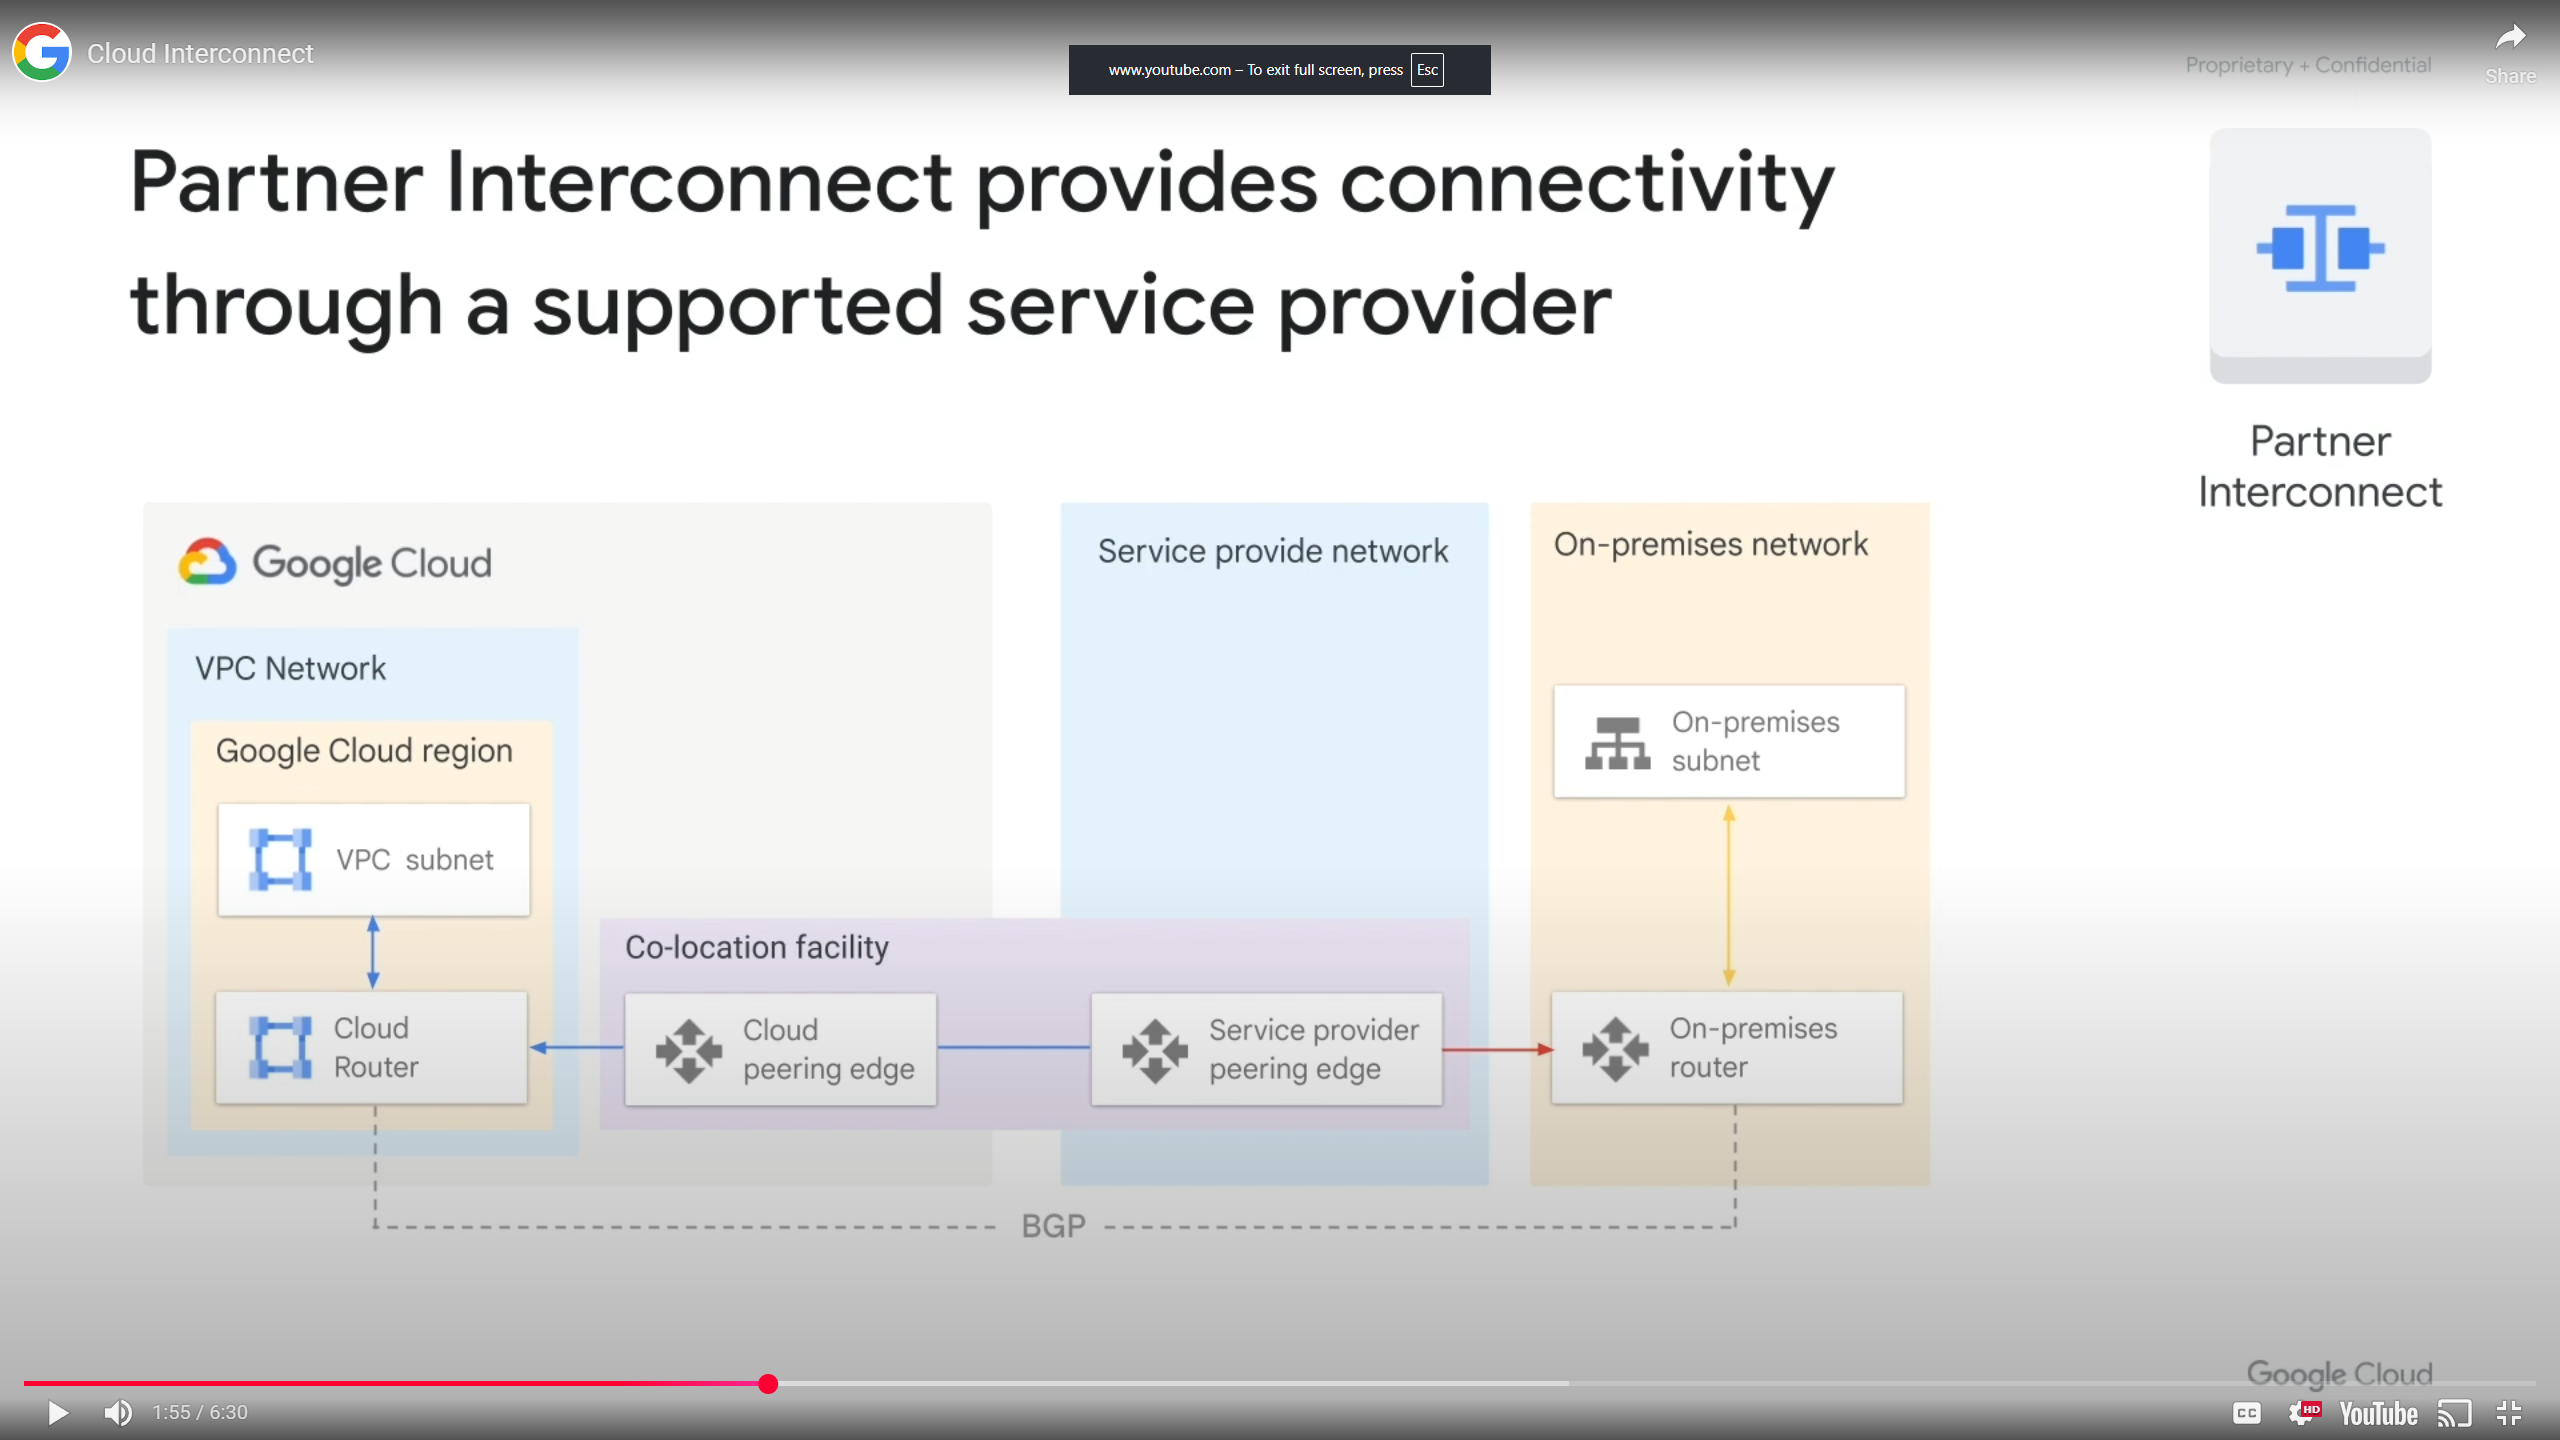 Cloud Interconnect
www.youtube.com – To exit full screen, press Esc
Proprietary + Confidential
Share
Partner Interconnect provides connectivity
through a supported service provider
Partner
Interconnect
Google Cloud
Service provide network
On-premises network
VPC Network
Google Cloud region
On-premises
subnet
VPC subnet
Co-location facility
Cloud
Router
Cloud
peering edge
Service provider
peering edge
On-premises
router
BGP
Google Cloud
1:55 / 6:30
CC
HD
YouTube